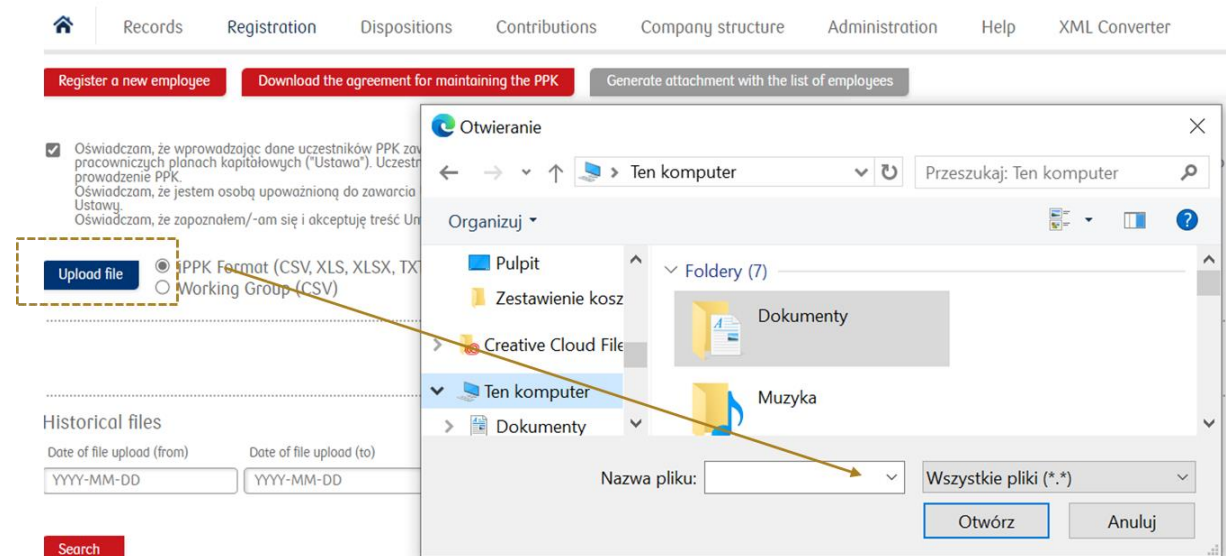 Records Registration Dispositions Contributions Company structure Administration Help XML Converter
Register a new employee Download the agreement for maintaining the PPK Generate attachment with the list of employees
Oświadczam, że wprowadzając dane uczestników PPK
pracowniczych planach kapitałowych ("Ustawa").
prowadzenie PPK.
Oświadczam, że jestem osobą upoważnioną do zawarcia
Ustawy.
Oświadczam, że zapoznałem/-am się i akceptuję treść
Upload file
PPK Format (CSV, XLS, XLSX, TXT
Working Group (CSV)
Historical files
Date of file upload (from) Date of file upload (to)
YYYY-MM-DD YYYY-MM-DD
Search
Otwieranie
Ten komputer Przeszukaj: Ten komputer
Organizuj
Pulpit
Zestawienie kosz
Creative Cloud File
Ten komputer
Dokumenty
Foldery (7)
Dokumenty
Muzyka
Nazwa pliku: Wszystkie pliki (*.*)
Otwórz Anuluj